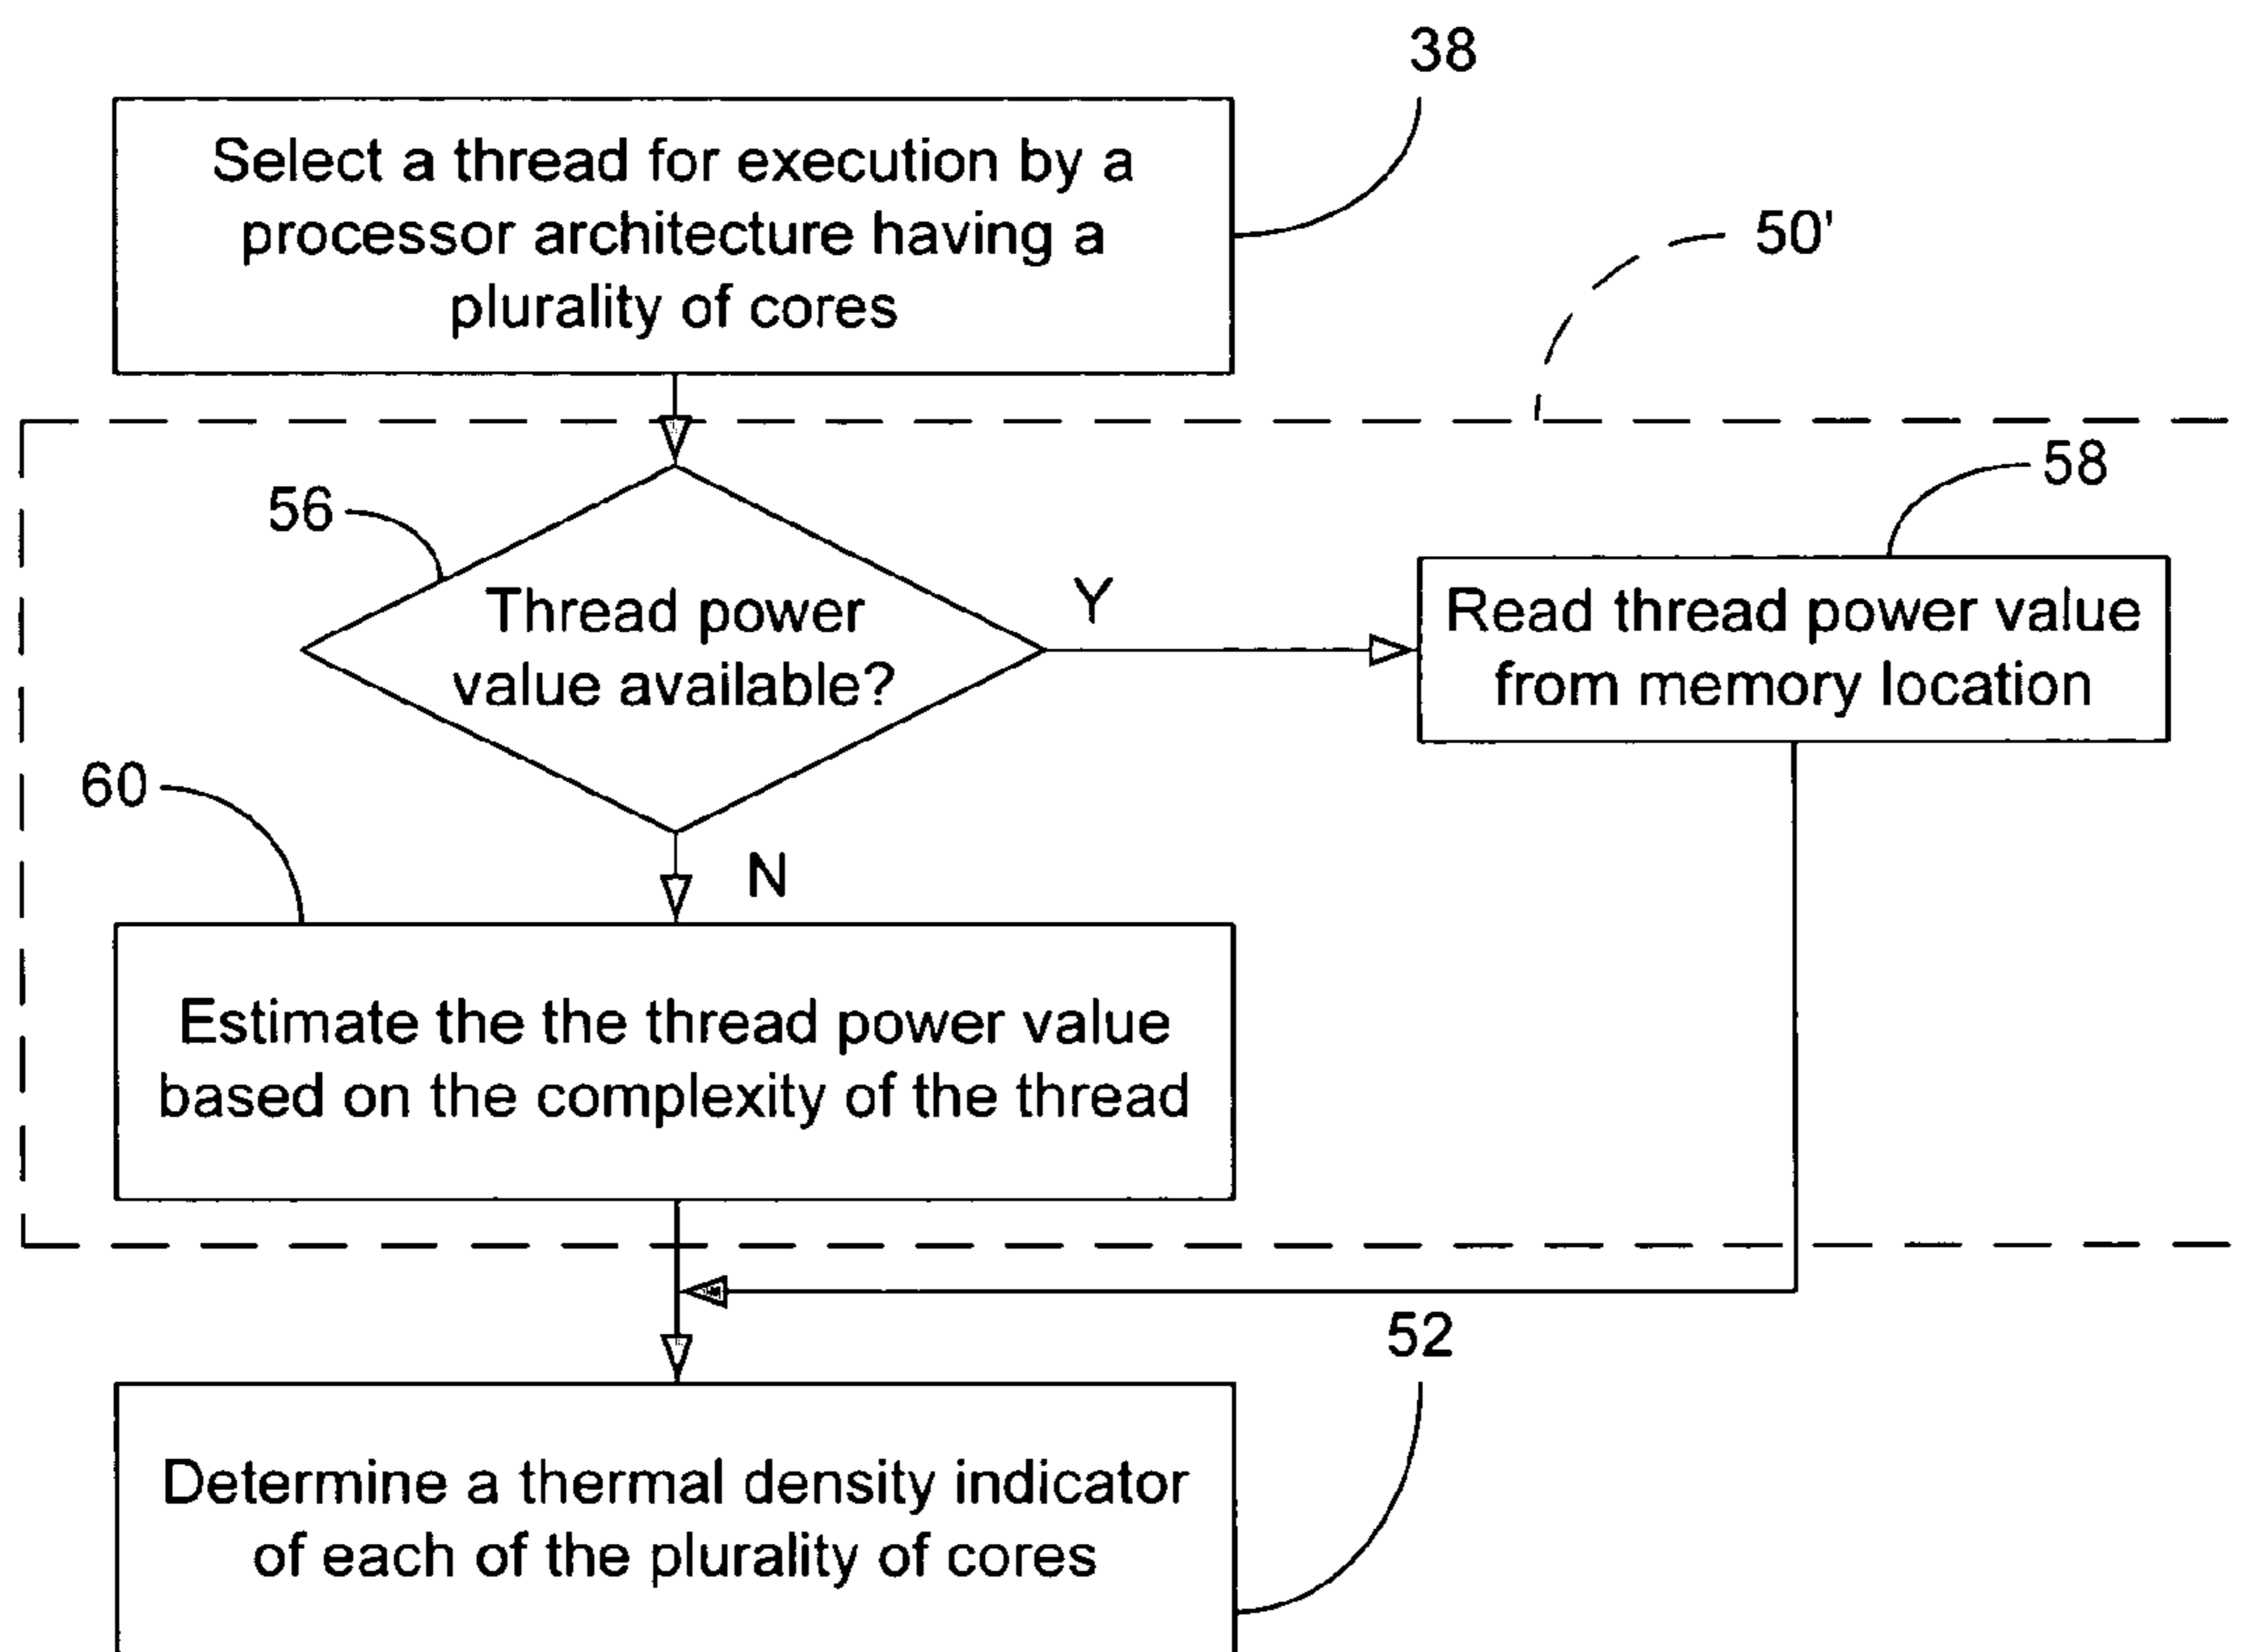 38
Select a thread for execution by a
processor architecture having a
plurality of cores
50'
56
Thread power
value available?
Y
58
Read thread power value
from memory location
60
N
Estimate the the thread power value
based on the complexity of the thread
52
Determine a thermal density indicator
of each of the plurality of cores